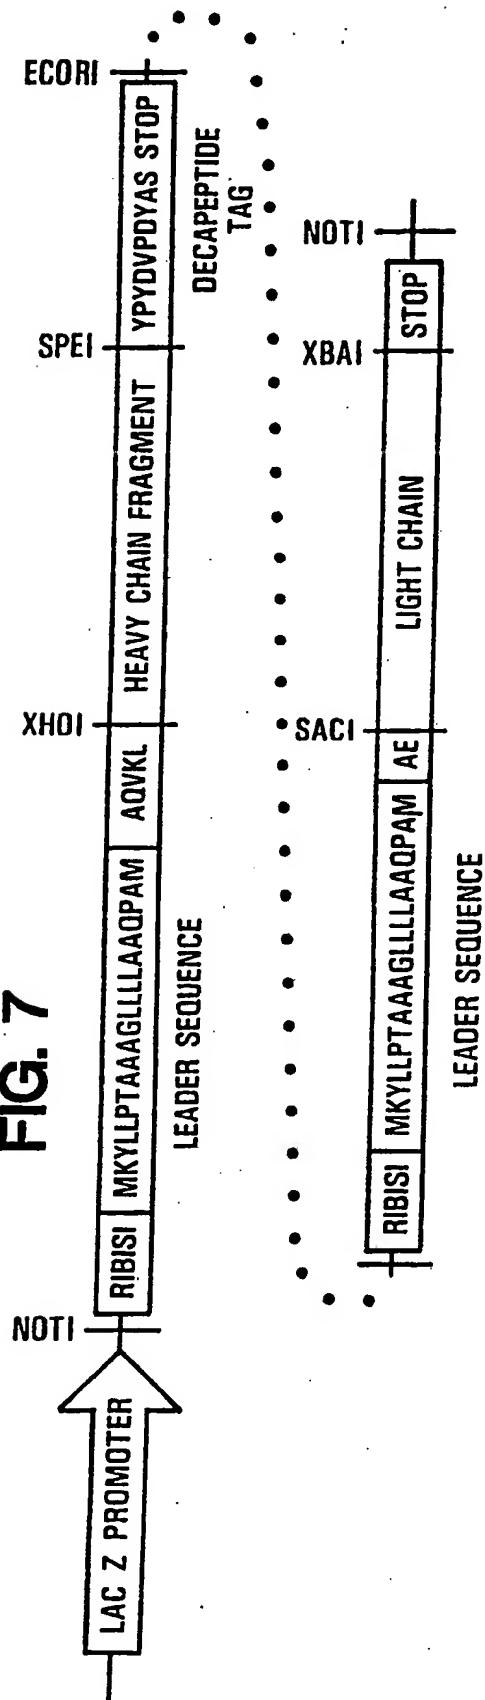 FIG. 7
LAC Z PROMOTER
NOTI
RIBISI
MKYLLPTAAAGLLLLAAQPAM
LEADER SEQUENCE
AQVKL
XHOI
HEAVY CHAIN FRAGMENT
SPEI
YPYDVPDYAS STOP
DECAPEPTIDE
TAG
ECORI
RIBISI
MKYLLPTAAAGLLLLAAQPAM
LEADER SEQUENCE
AE
SACI
LIGHT CHAIN
XBAI
STOP
NOTI